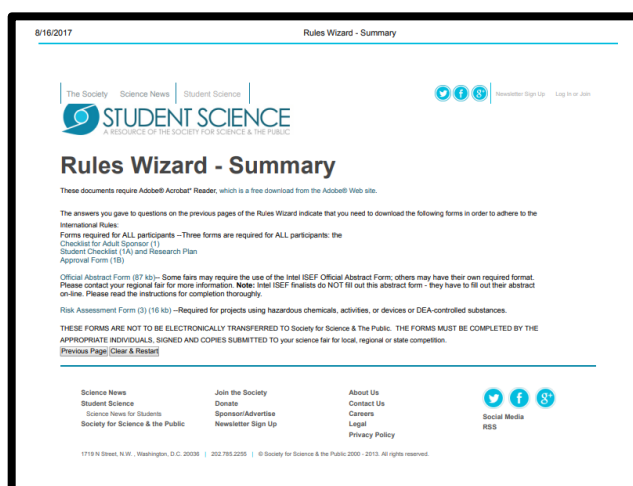 8/16/2017 Rules Wizard - Summary
The Society Science News Student Science
Newsletter Sign Up Log In or Join
STUDENT SCIENCE
A RESOURCE OF THE SOCIETY FOR SCIENCE & THE PUBLIC
Rules Wizard - Summary
These documents require Adobe® Acrobat® Reader, which is a free download from the Adobe® Web site.
The answers you gave to questions on the previous pages of the Rules Wizard indicate that you need to download the following forms in order to adhere to the
International Rules:
Forms required for ALL participants --Three forms are required for ALL participants: the
Checklist for Adult Sponsor (1)
Student Checklist (1A) and Research Plan
Approval Form (1B)
Official Abstract Form (87 kb)-- Some fairs may require the use of the Intel ISEF Official Abstract Form; others may have their own required format.
Please contact your regional fair for more information. Note: Intel ISEF finalists do NOT fill out this abstract form - they have to fill out their abstract
on-line. Please read the instructions for completion thoroughly.
Risk Assessment Form (3) (16 kb) --Required for projects using hazardous chemicals, activities, or devices or DEA-controlled substances.
THESE FORMS ARE NOT TO BE ELECTRONICALLY TRANSFERRED TO Society for Science & The Public. THE FORMS MUST BE COMPLETED BY THE
APPROPRIATE INDIVIDUALS, SIGNED AND COPIES SUBMITTED TO your science fair for local, regional or state competition.
Previous Page Clear & Restart
Science News Join the Society About Us
Student Science Donate Contact Us
Science News for Students Sponsor/Advertise Careers
Society for Science & the Public Newsletter Sign Up Legal
Privacy Policy
Social Media
RSS
1719 N Street, N.W. , Washington, D.C. 20036 | 202.785.2255 | © Society for Science & the Public 2000 - 2013. All rights reserved.